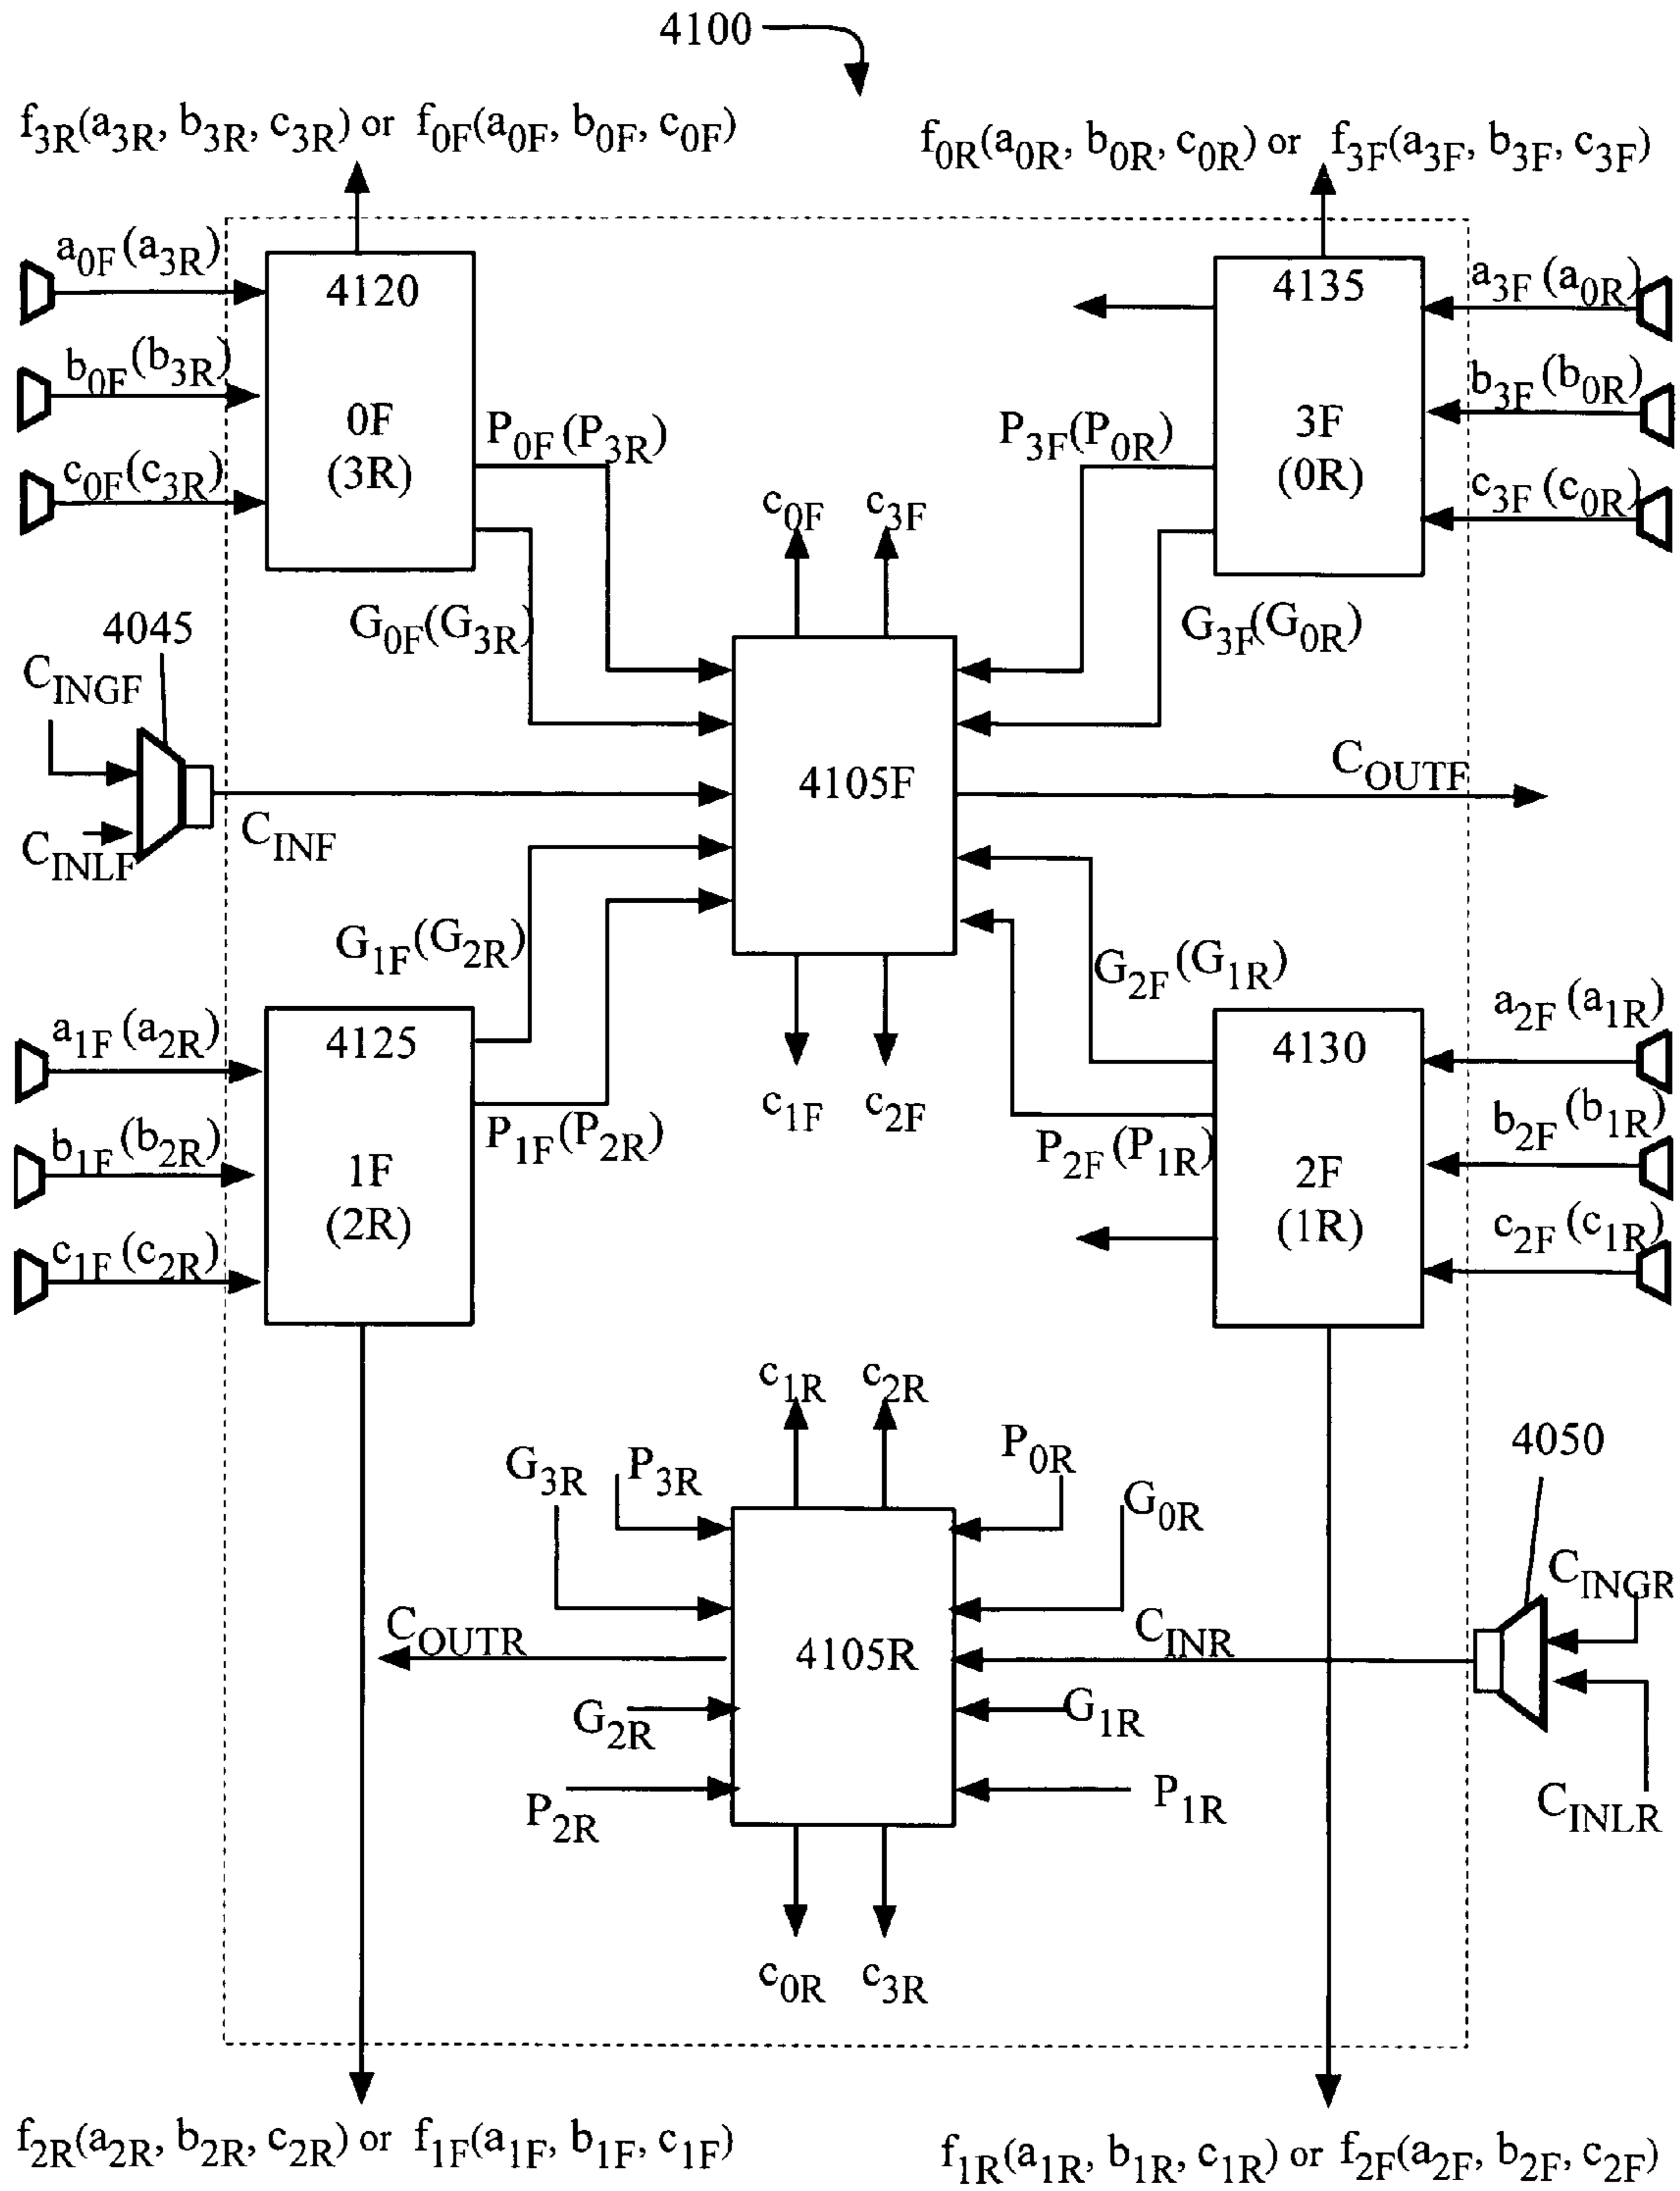 4100
f3R(a3R, b3R, c3R) or f0F(a0F, b0F, c0F)
f0R(a0R, b0R, c0R) or f3F(a3F, b3F, c3F)
a0F (a3R)
4120
4135
a3F (a0R)
b0F (b3R)
b3F (b0R)
0F
(3R)
P0F (P3R)
P3F(P0R)
3F
(0R)
c0F (c3R)
c3F (c0R)
c0F
c3F
4045
G0F(G3R)
G3F(G0R)
CINGF
4105F
COUTF
CINLF
CINF
G1F(G2R)
G2F (G1R)
a1F (a2R)
4125
4130
a2F (a1R)
b1F (b2R)
c1F
c2F
P1F(P2R)
P2F (P1R)
b2F (b1R)
1F
(2R)
2F
(1R)
c1F (c2R)
c2F (c1R)
c1R
c2R
G3R
P3R
P0R
G0R
4050
CINGR
COUTR
4105R
CINR
G2R
G1R
P2R
P1R
CINLR
c0R
c3R
f2R(a2R, b2R, c2R) or f1F(a1F, b1F, c1F)
f1R(a1R, b1R, c1R) or f2F(a2F, b2F, c2F)